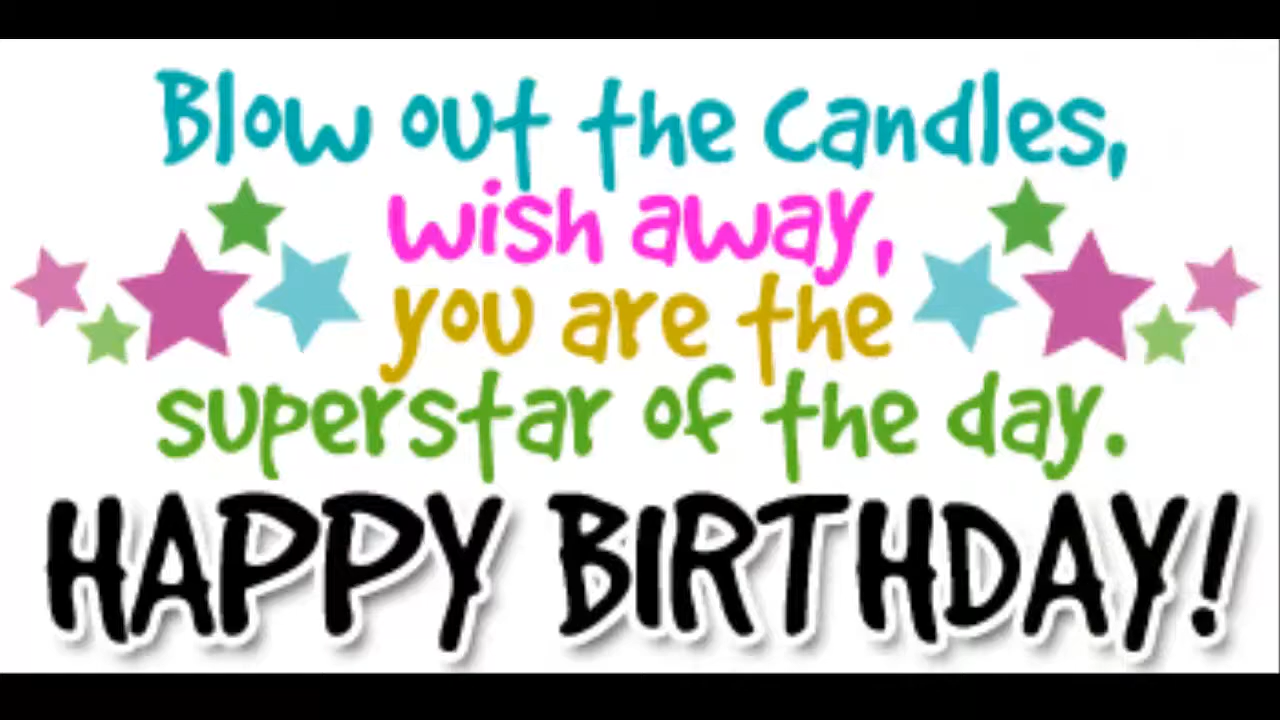 Blow out the candles,
wish away,
you are the
superstar of the day.
HAPPY BIRTHDAY!